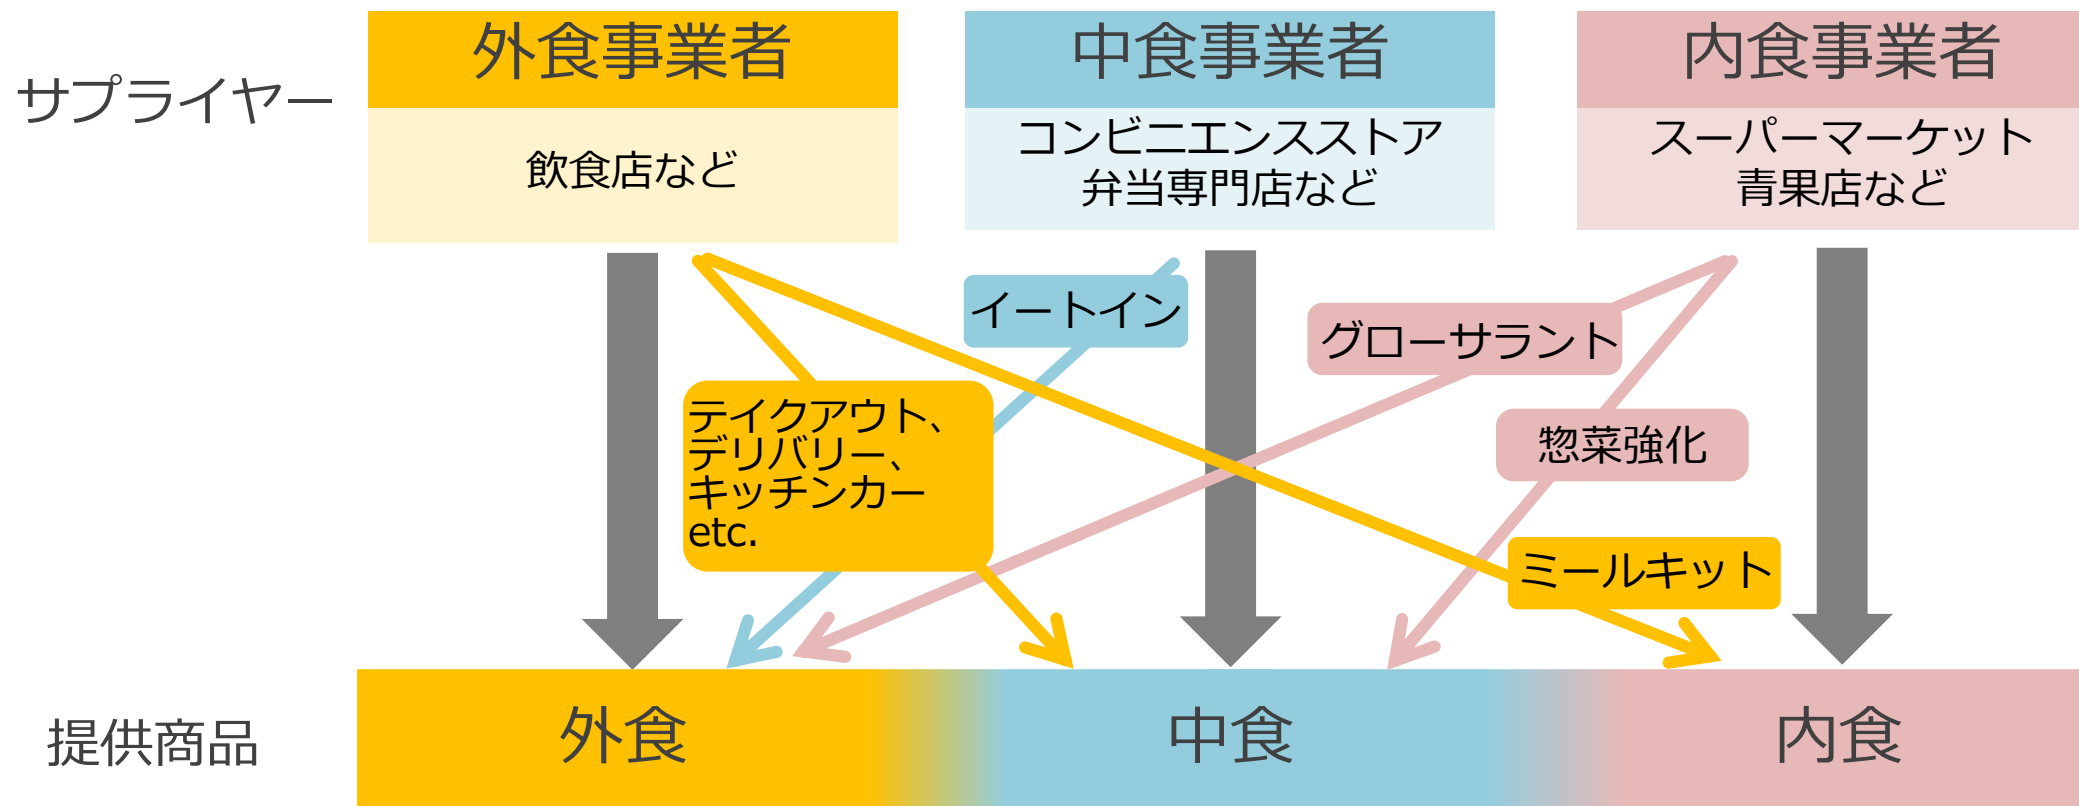 サプライヤー
外食事業者
飲食店など
中食事業者
コンビニエンスストア
弁当専門店など
内食事業者
スーパーマーケット
青果店など
イートイン
グローサラント
テイクアウト、
デリバリー、
キッチンカー
etc.
惣菜強化
ミールキット
提供商品
外食
中食
内食